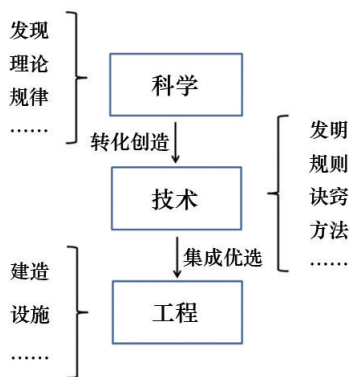 发现
理论
规律
……
科学
转化创造
发明
规则
诀窍
方法
……
技术
集成优选
建造
设施
……
工程